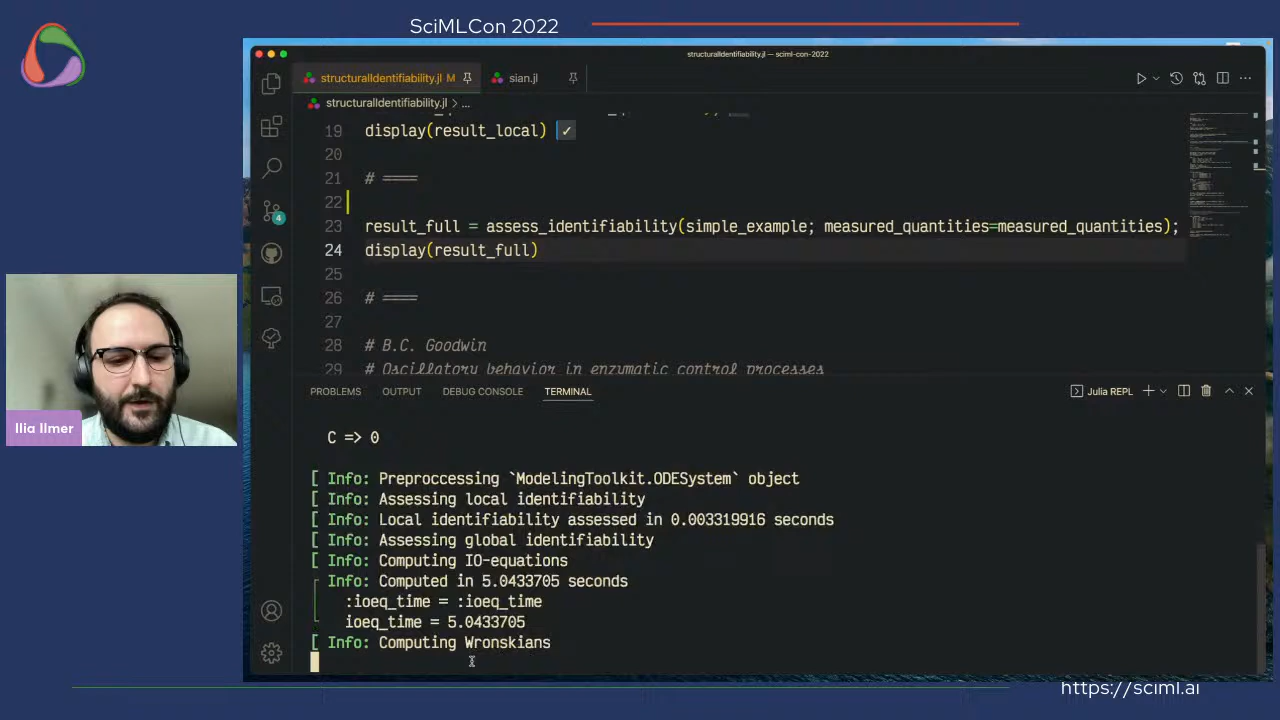 SciMLCon 2022
structuralIdentifiability.jl — sciml-con-2022
structuralIdentifiability.jl M
sian.jl
structuralIdentifiability.jl > ...
19 display(result_local) ✓
20
21 # ====
22
23 result_full = assess_identifiability(simple_example; measured_quantities=measured_quantities);
24 display(result_full)
25
26 # ====
27
28 # B.C. Goodwin
29 # Oscillatory behavior in enzymatic control processes
4
PROBLEMS OUTPUT DEBUG CONSOLE TERMINAL
Julia REPL
C => 0
[ Info: Preproccessing `ModelingToolkit.ODESystem` object
[ Info: Assessing local identifiability
[ Info: Local identifiability assessed in 0.003319916 seconds
[ Info: Assessing global identifiability
[ Info: Computing IO-equations
┌ Info: Computed in 5.0433705 seconds
│ :ioeq_time = :ioeq_time
└ ioeq_time = 5.0433705
[ Info: Computing Wronskians
Ilia Ilmer
https://sciml.ai